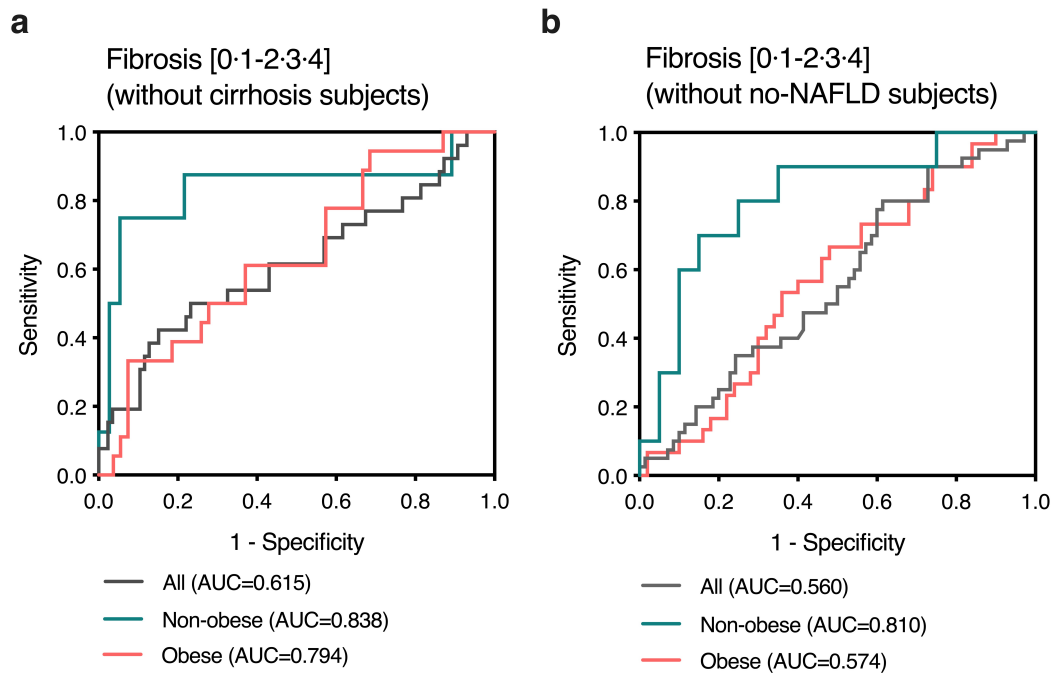 a
Fibrosis [0·1-2·3·4]
(without cirrhosis subjects)
1.0
0.8
0.6
0.4
0.2
0.0
Sensitivity
0.0 0.2 0.4 0.6 0.8 1.0
1 - Specificity
All (AUC=0.615)
Non-obese (AUC=0.838)
Obese (AUC=0.794)
b
Fibrosis [0·1-2·3·4]
(without no-NAFLD subjects)
1.0
0.8
0.6
0.4
0.2
0.0
Sensitivity
0.0 0.2 0.4 0.6 0.8 1.0
1 - Specificity
All (AUC=0.560)
Non-obese (AUC=0.810)
Obese (AUC=0.574)